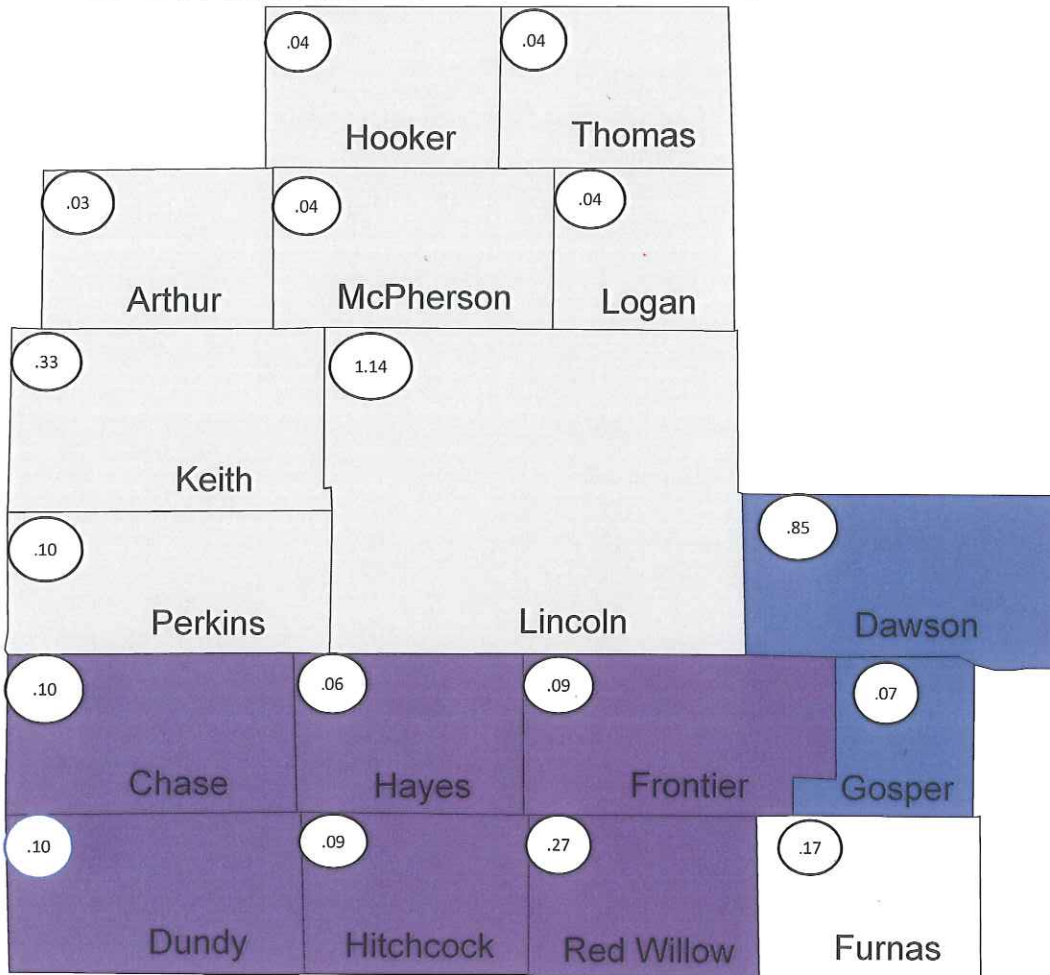 .04
.04
Hooker
Thomas
.03
.04
.04
Arthur
McPherson
Logan
.33
1.14
Keith
.85
.10
Perkins
Lincoln
Dawson
.10
.06
.09
.07
Chase
Hayes
Frontier
Gosper
.10
.09
.27
.17
Dundy
Hitchcock
Red Willow
Furnas